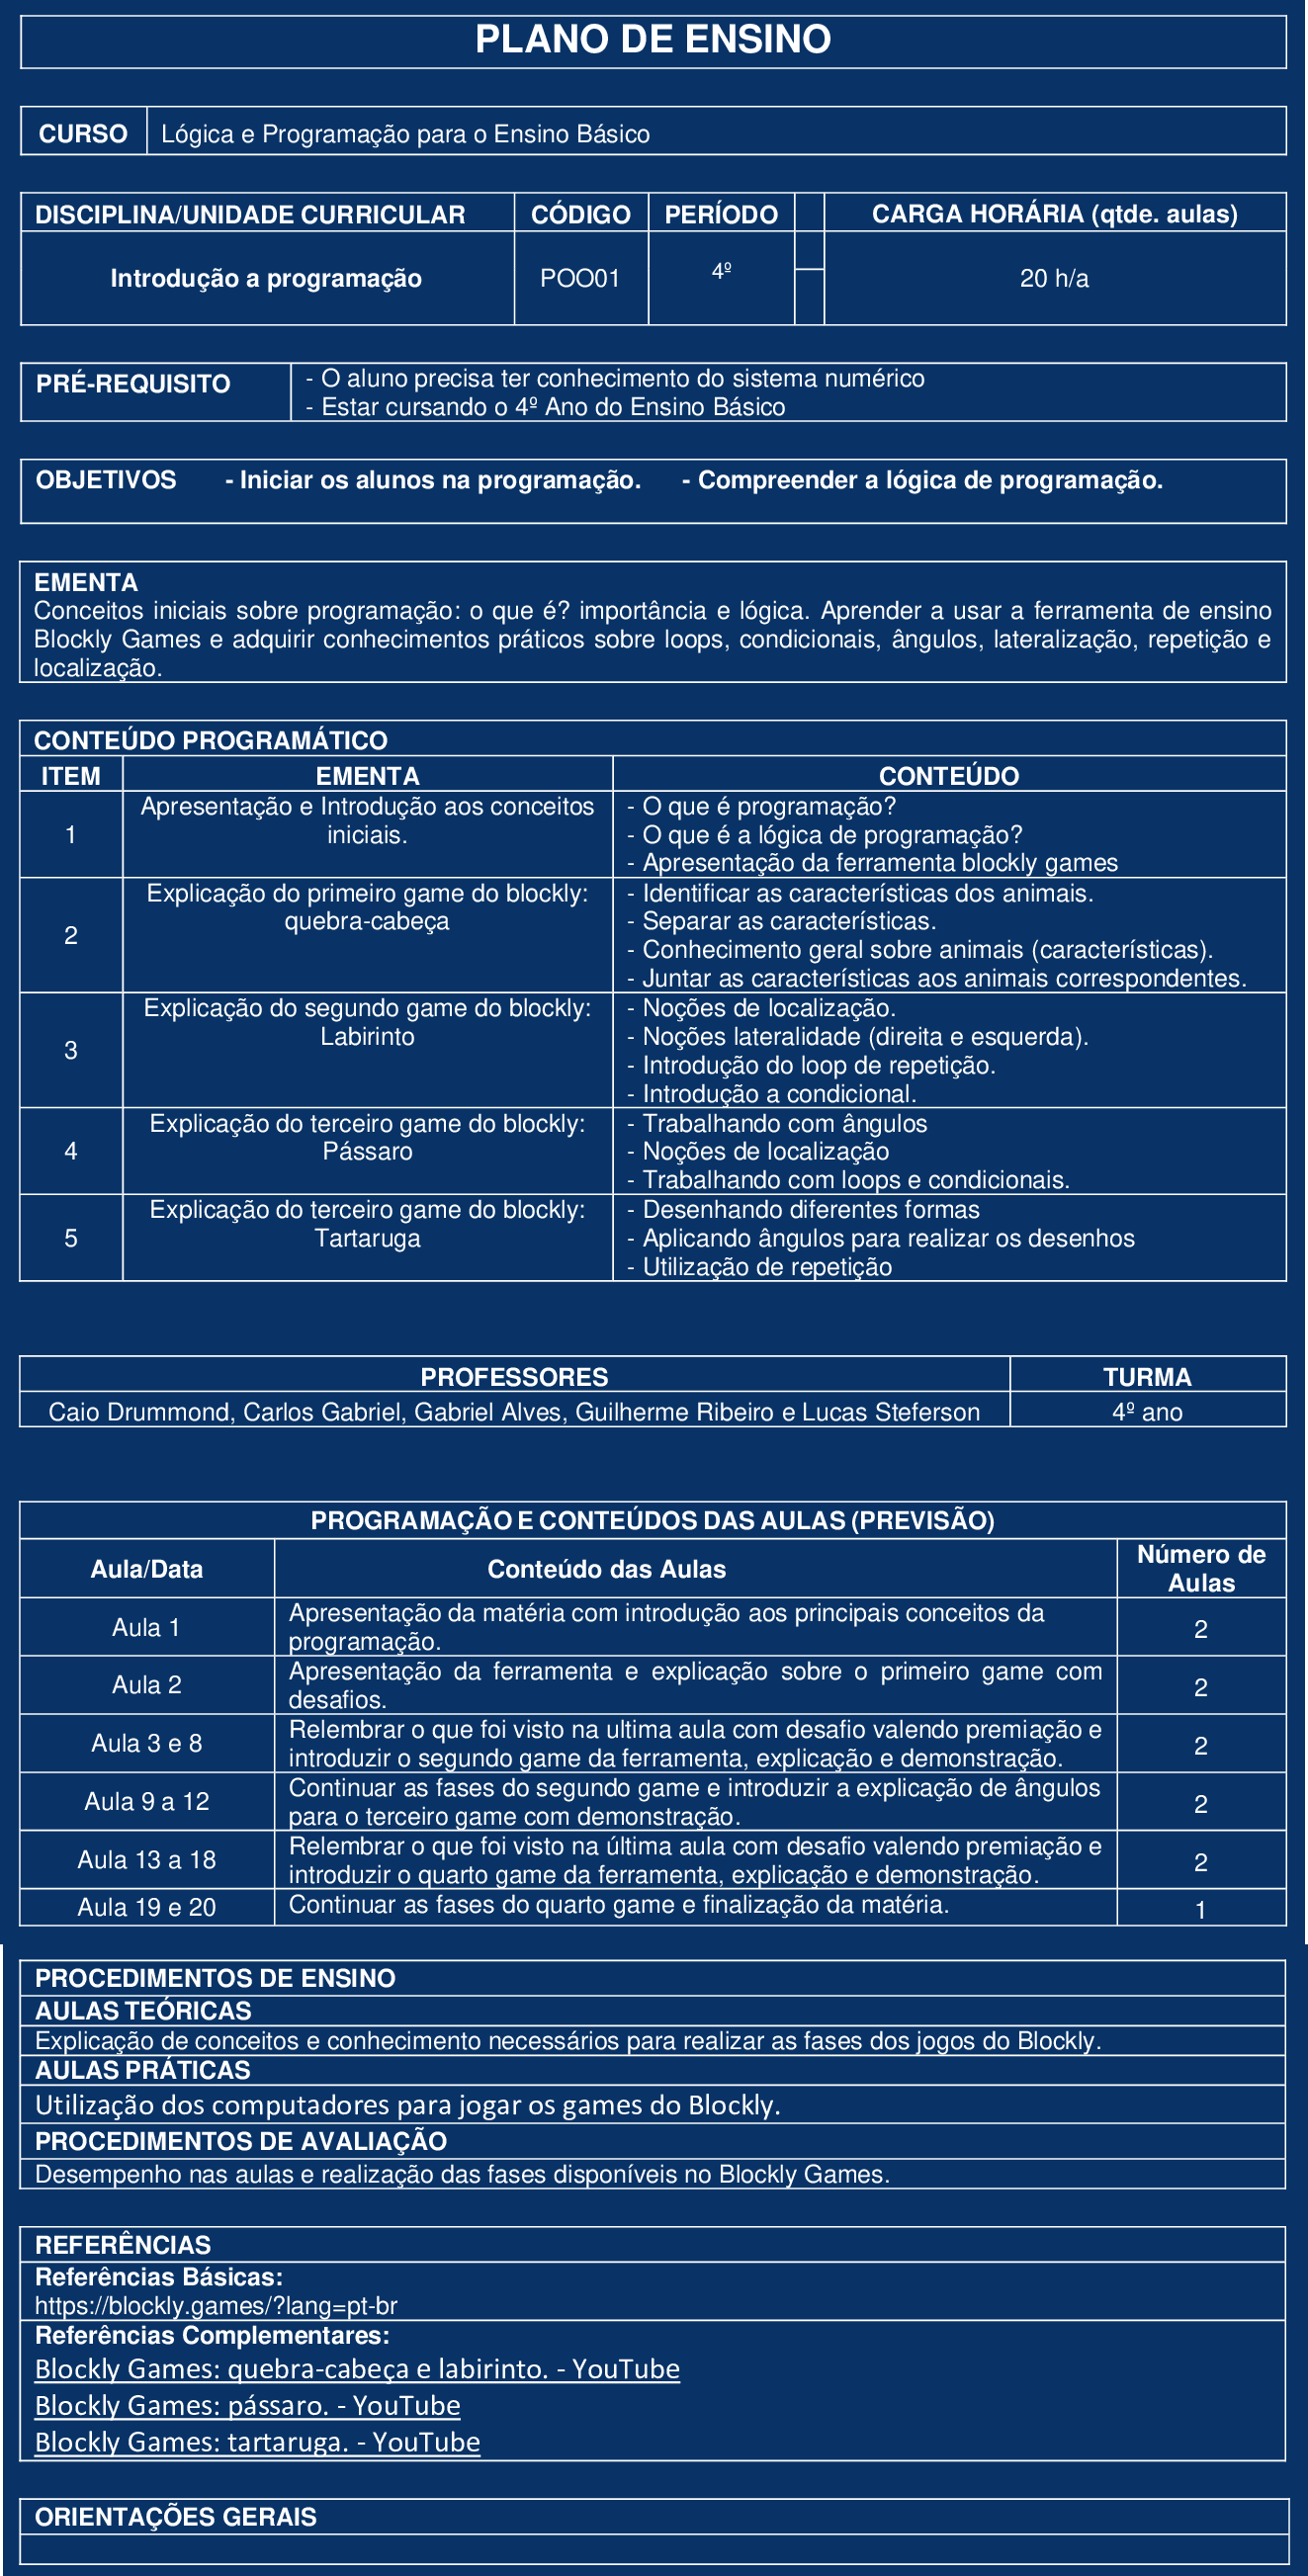 PLANO DE ENSINO
CURSO Lógica e Programação para o Ensino Básico
DISCIPLINA/UNIDADE CURRICULAR CÓDIGO PERÍODO CARGA HORÁRIA (qtde. aulas)
Introdução a programação POO01 4º 20 h/a
PRÉ-REQUISITO - O aluno precisa ter conhecimento do sistema numérico
- Estar cursando o 4º Ano do Ensino Básico
OBJETIVOS - Iniciar os alunos na programação. - Compreender a lógica de programação.
EMENTA
Conceitos iniciais sobre programação: o que é? importância e lógica. Aprender a usar a ferramenta de ensino
Blockly Games e adquirir conhecimentos práticos sobre loops, condicionais, ângulos, lateralização, repetição e
localização.
CONTEÚDO PROGRAMÁTICO
ITEM EMENTA CONTEÚDO
1
Apresentação e Introdução aos conceitos
iniciais.
- O que é programação?
- O que é a lógica de programação?
- Apresentação da ferramenta blockly games
2
Explicação do primeiro game do blockly:
quebra-cabeça
- Identificar as características dos animais.
- Separar as características.
- Conhecimento geral sobre animais (características).
- Juntar as características aos animais correspondentes.
3
Explicação do segundo game do blockly:
Labirinto
- Noções de localização.
- Noções lateralidade (direita e esquerda).
- Introdução do loop de repetição.
- Introdução a condicional.
4
Explicação do terceiro game do blockly:
Pássaro
- Trabalhando com ângulos
- Noções de localização
- Trabalhando com loops e condicionais.
5
Explicação do terceiro game do blockly:
Tartaruga
- Desenhando diferentes formas
- Aplicando ângulos para realizar os desenhos
- Utilização de repetição
PROFESSORES TURMA
Caio Drummond, Carlos Gabriel, Gabriel Alves, Guilherme Ribeiro e Lucas Steferson 4º ano
PROGRAMAÇÃO E CONTEÚDOS DAS AULAS (PREVISÃO)
Aula/Data Conteúdo das Aulas Número de
Aulas
Aula 1
Apresentação da matéria com introdução aos principais conceitos da
programação.
2
Aula 2
Apresentação da ferramenta e explicação sobre o primeiro game com
desafios.
2
Aula 3 e 8
Relembrar o que foi visto na ultima aula com desafio valendo premiação e
introduzir o segundo game da ferramenta, explicação e demonstração.
2
Aula 9 a 12
Continuar as fases do segundo game e introduzir a explicação de ângulos
para o terceiro game com demonstração.
2
Aula 13 a 18
Relembrar o que foi visto na última aula com desafio valendo premiação e
introduzir o quarto game da ferramenta, explicação e demonstração.
2
Aula 19 e 20 Continuar as fases do quarto game e finalização da matéria. 1
PROCEDIMENTOS DE ENSINO
AULAS TEÓRICAS
Explicação de conceitos e conhecimento necessários para realizar as fases dos jogos do Blockly.
AULAS PRÁTICAS
Utilização dos computadores para jogar os games do Blockly.
PROCEDIMENTOS DE AVALIAÇÃO
Desempenho nas aulas e realização das fases disponíveis no Blockly Games.
REFERÊNCIAS
Referências Básicas:
https://blockly.games/?lang=pt-br
Referências Complementares:
Blockly Games: quebra-cabeça e labirinto. - YouTube
Blockly Games: pássaro. - YouTube
Blockly Games: tartaruga. - YouTube
ORIENTAÇÕES GERAIS